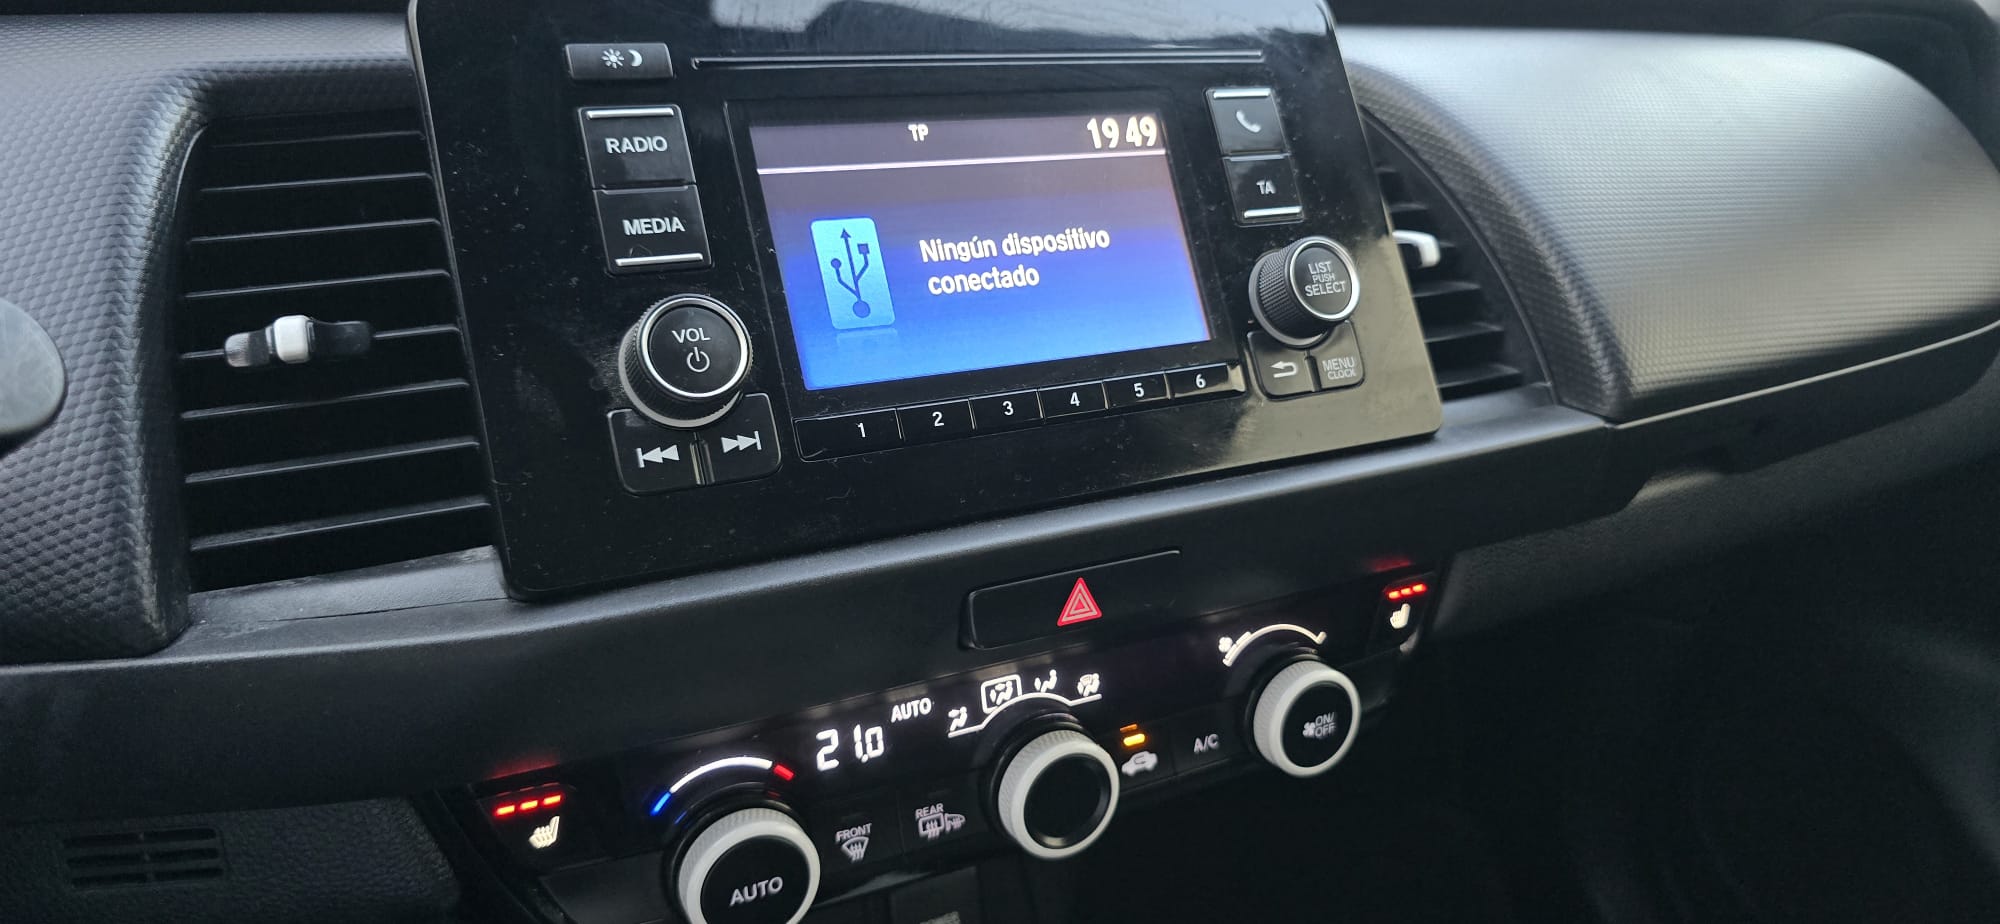 TP
19 49
RADIO
MEDIA
Ningún dispositivo
conectado
TA
VOL
LIST
PUSH
SELECT
MENU
CLOCK
1
2
3
4
5
6
21.0
AUTO
ON/
OFF
A/C
FRONT
REAR
AUTO